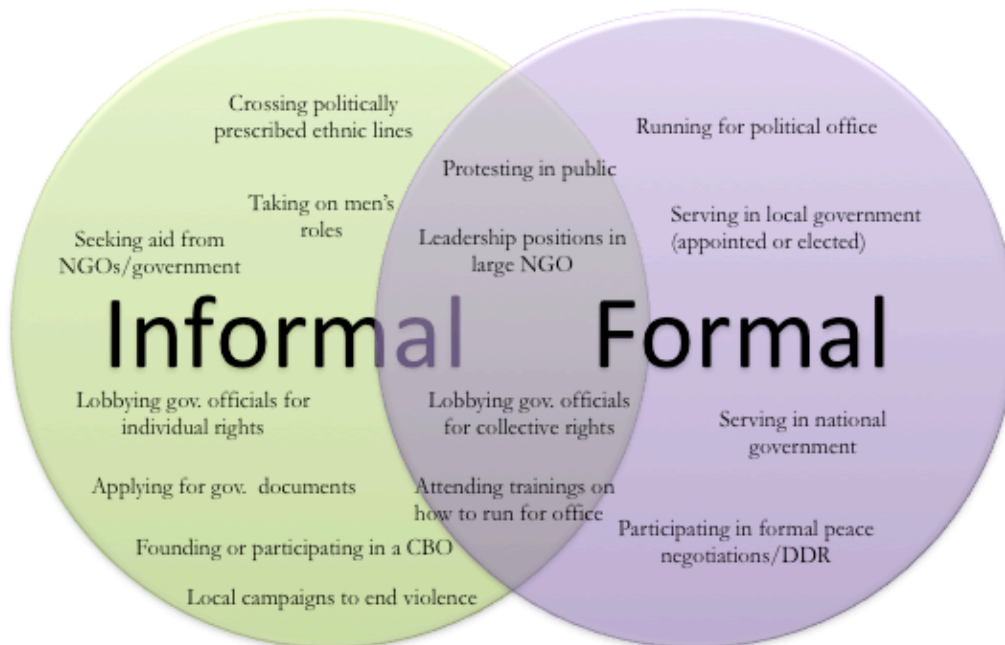 Crossing politically
prescribed ethnic lines
Taking on men's
roles
Seeking aid from
NGOs/government
Informal
Lobbying gov. officials for
individual rights
Applying for gov. documents
Founding or participating in a CBO
Local campaigns to end violence
Protesting in public
Leadership positions in
large NGO
Lobbying gov. officials
for collective rights
Attending trainings on
how to run for office
Running for political office
Serving in local government
(appointed or elected)
Formal
Serving in national
government
Participating in formal peace
negotiations/DDR